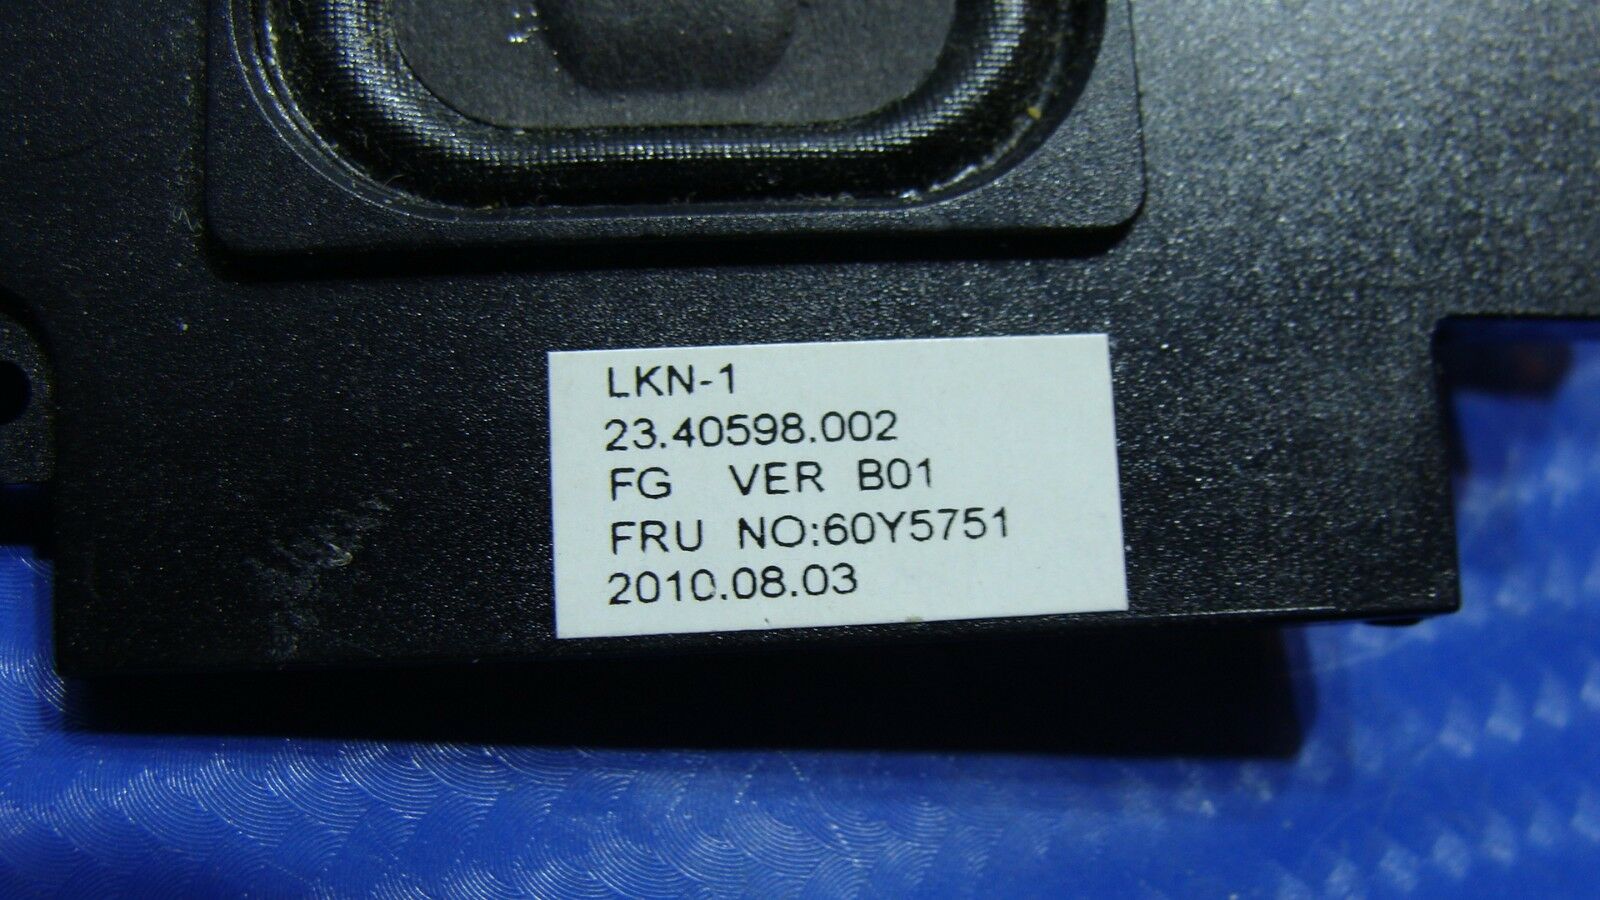 LKN-1
23.40598.002
FG VER B01
FRU NO:60Y5751
2010.08.03